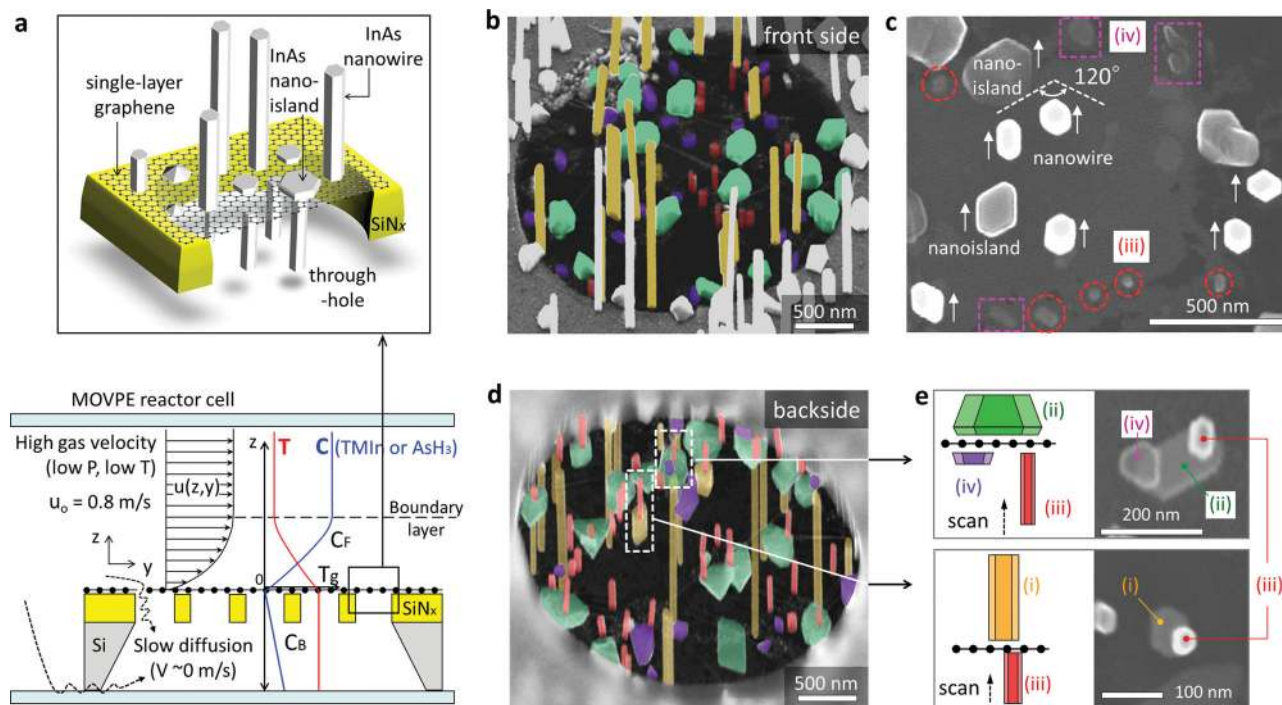 a
single-layer
graphene
InAs
nano-
island
InAs
nanowire
SiNx
through
-hole
MOVPE reactor cell
High gas velocity
(low P, low T)
uo = 0.8 m/s
u(z,y)
z
y
z
T
C (TMIn or AsH3)
Boundary
layer
CF
Tg
0
SiNx
Si
Slow diffusion
(V ~0 m/s)
CB
b
front side
500 nm
c
nano-
island
(iv)
120°
nanowire
nanoisland
(iii)
500 nm
d
backside
500 nm
e
(ii)
(iv)
(iii)
scan
(iv)
(ii)
200 nm
(iii)
(i)
(iii)
scan
(i)
100 nm